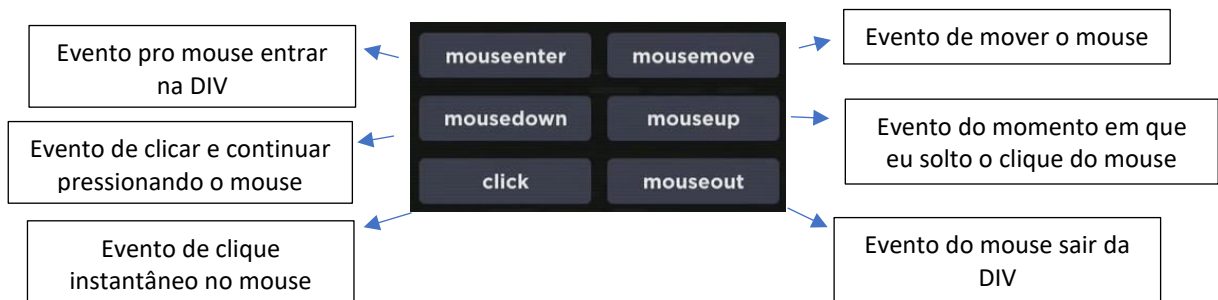 Evento pro mouse entrar
na DIV
mouseenter
mousemove
Evento de mover o mouse
Evento de clicar e continuar
pressionando o mouse
mousedown
mouseup
Evento do momento em que
eu solto o clique do mouse
click
mouseout
Evento de clique
instantâneo no mouse
Evento do mouse sair da
DIV